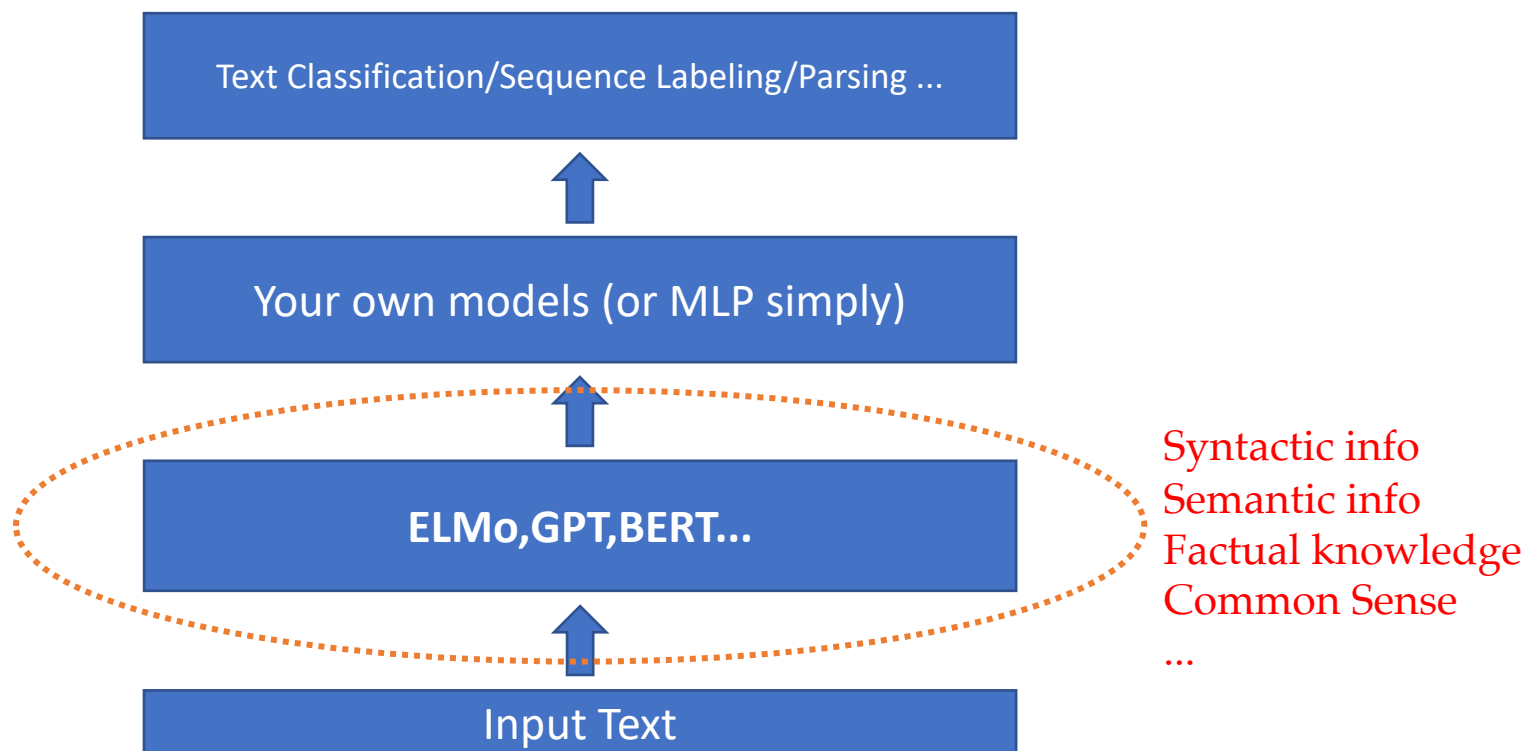 Text Classification/Sequence Labeling/Parsing ...
Your own models (or MLP simply)
ELMo,GPT,BERT...
Syntactic info
Semantic info
Factual knowledge
Common Sense
...
Input Text